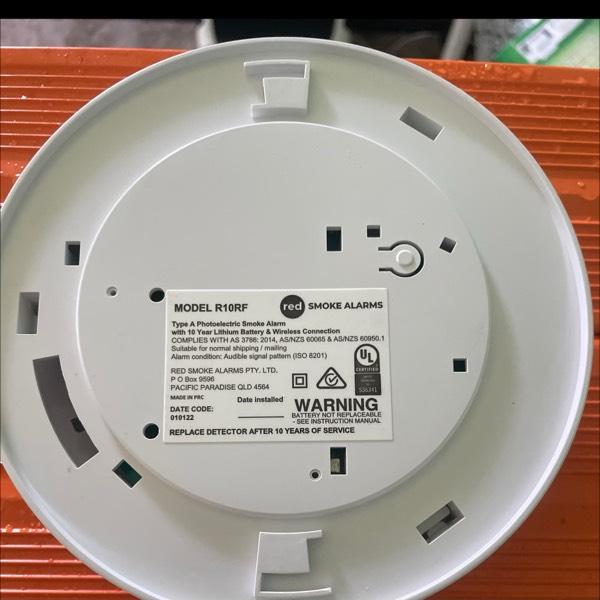 MODEL R10RF
red SMOKE ALARMS
Type A Photoelectric Smoke Alarm
with 10 Year Lithium Battery & Wireless Connection
COMPLIES WITH AS 3786: 2014, AS/NZS 60065 & AS/NZS 60950.1
Suitable for normal shipping / mailing
Alarm condition: Audible signal pattern (ISO 8201)
RED SMOKE ALARMS PTY. LTD.
P O Box 9596
PACIFIC PARADISE QLD 4564
UL
CERTIFIED
S36341
MADE IN PRC
Date installed
DATE CODE:
010122
WARNING
BATTERY NOT REPLACEABLE
- SEE INSTRUCTION MANUAL
REPLACE DETECTOR AFTER 10 YEARS OF SERVICE